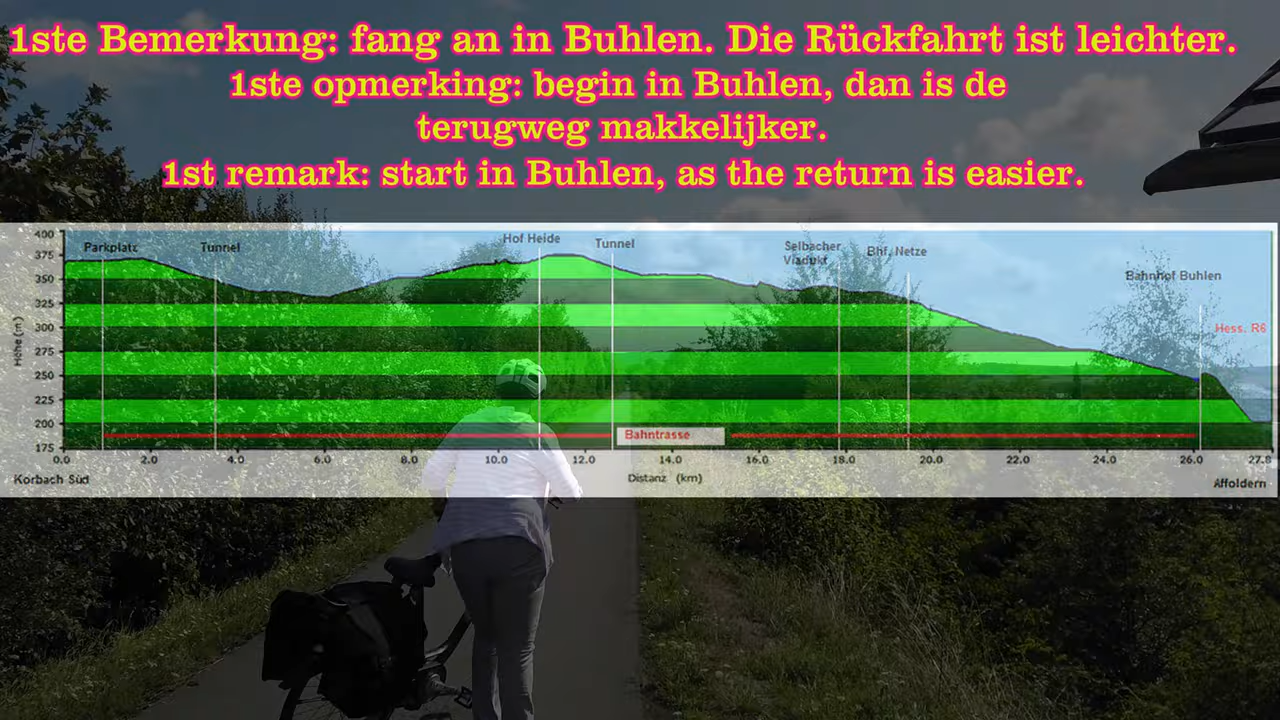 1ste Bemerkung: fang an in Buhlen. Die Rückfahrt ist leichter.
1ste opmerking: begin in Buhlen, dan is de
terugweg makkelijker.
1st remark: start in Buhlen, as the return is easier.
400
375
350
325
300
275
250
225
200
175
Höhe (m)
Parkplatz
Tunnel
Hof Heide
Tunnel
Selbacher
Viadukt
Bhf. Netze
Bahnhof Buhlen
Hess. R6
Bahntrasse
0.0 2.0 4.0 6.0 8.0 10.0 12.0 14.0 16.0 18.0 20.0 22.0 24.0 26.0 27.8
Korbach Süd
Distanz (km)
Affoldern